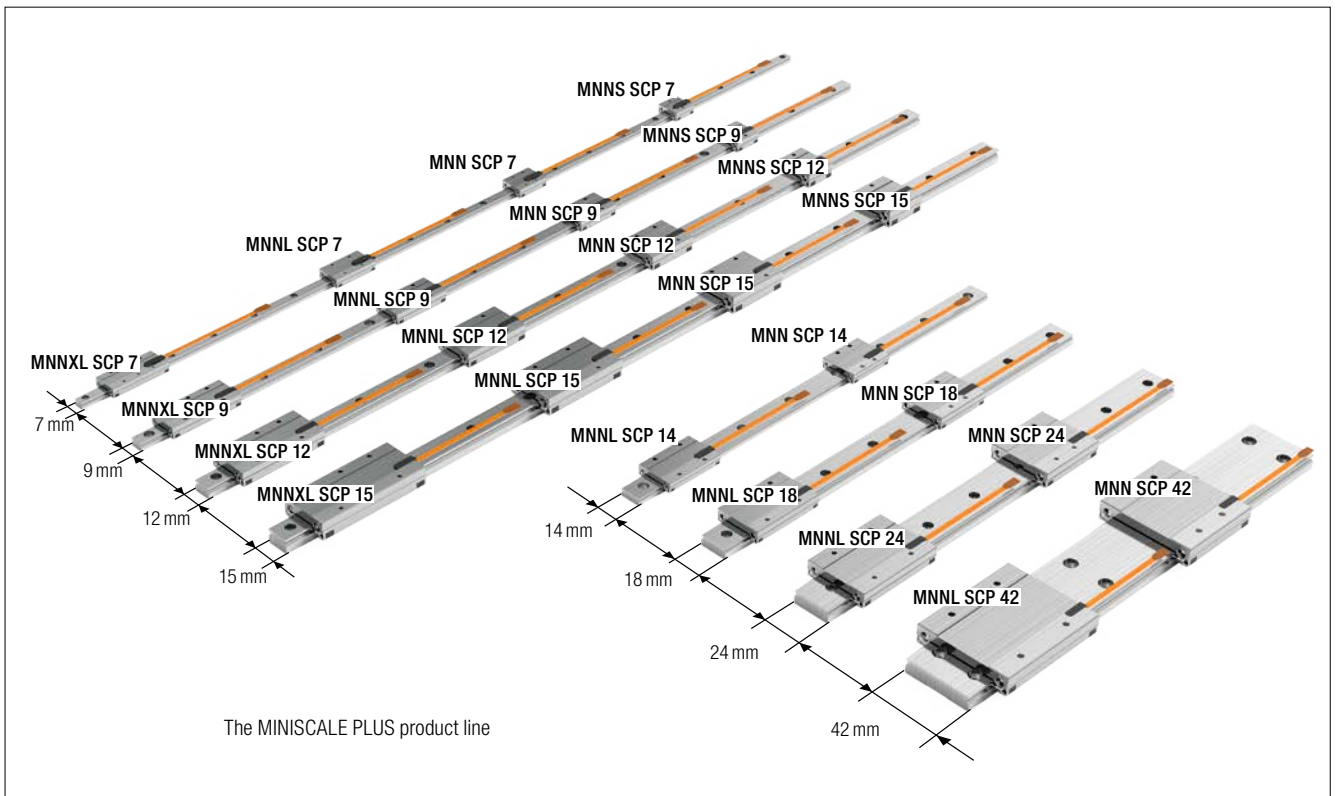 MNNS SCP 7
MNNS SCP 9
MNN SCP 7
MNNS SCP 12
MNNS SCP 15
MNN SCP 9
MNNL SCP 7
MNN SCP 12
MNN SCP 15
MNNL SCP 9
MNNL SCP 12
MNN SCP 14
MNNXL SCP 7
MNNL SCP 15
MNN SCP 18
MNNXL SCP 9
7 mm
MNNL SCP 14
MNN SCP 24
MNNXL SCP 12
9 mm
MNN SCP 42
MNNXL SCP 15
MNNL SCP 18
12 mm
14 mm
MNNL SCP 24
15 mm
18 mm
MNNL SCP 42
24 mm
The MINISCALE PLUS product line
42 mm